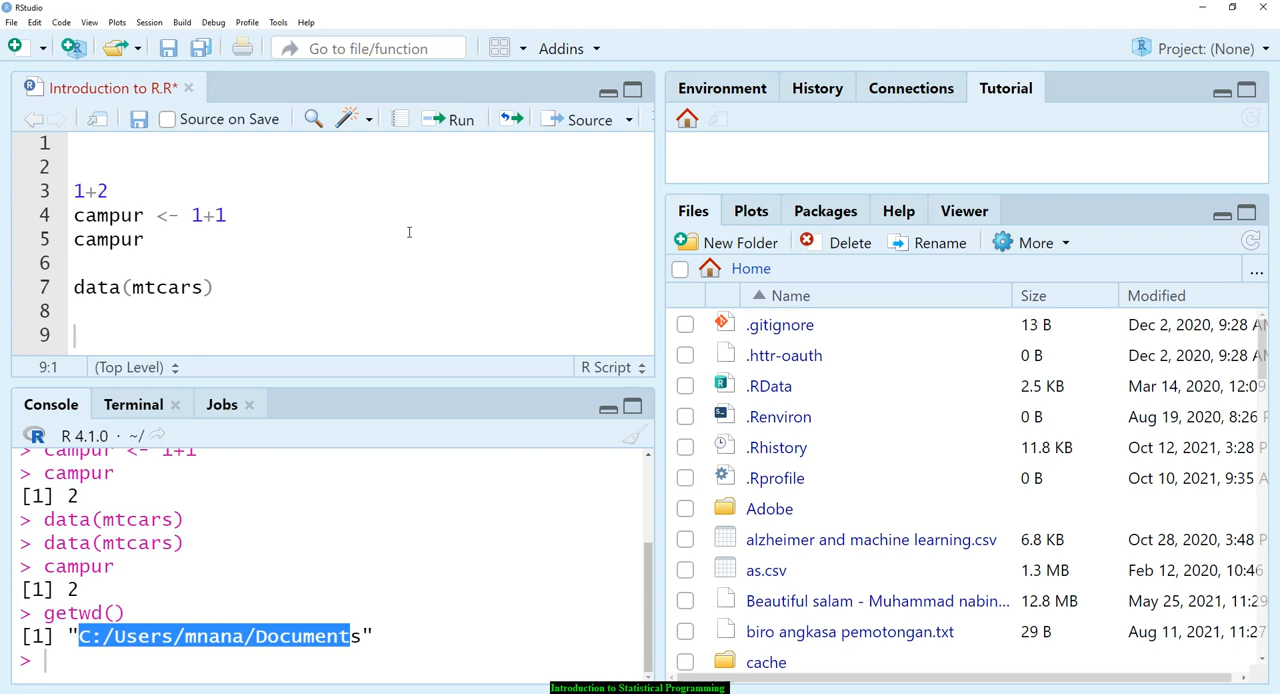 RStudio
File Edit Code View Plots Session Build Debug Profile Tools Help
Go to file/function
Addins
Project: (None)
Introduction to R.R*
Source on Save
Run
Source
1
2
3 1+2
4 campur <- 1+1
5 campur
6
7 data(mtcars)
8
9
9:1 (Top Level) R Script
Console Terminal Jobs
R 4.1.0 · ~/
> campur <- 1+1
> campur
[1] 2
> data(mtcars)
> data(mtcars)
> campur
[1] 2
> getwd()
[1] "C:/Users/mnana/Documents"
>
Environment History Connections Tutorial
Files Plots Packages Help Viewer
New Folder Delete Rename More
Home ...
Name Size Modified
.gitignore 13 B Dec 2, 2020, 9:28 A
.httr-oauth 0 B Dec 2, 2020, 9:28 A
.RData 2.5 KB Mar 14, 2020, 12:09
.Renviron 0 B Aug 19, 2020, 8:26 P
.Rhistory 11.8 KB Oct 12, 2021, 3:28 P
.Rprofile 0 B Oct 10, 2021, 9:35 A
Adobe
alzheimer and machine learning.csv 6.8 KB Oct 28, 2020, 3:48 P
as.csv 1.3 MB Feb 12, 2020, 10:46
Beautiful salam - Muhammad nabin... 12.8 MB May 25, 2021, 11:29
biro angkasa pemotongan.txt 29 B Aug 11, 2021, 11:27
cache
Introduction to Statistical Programming